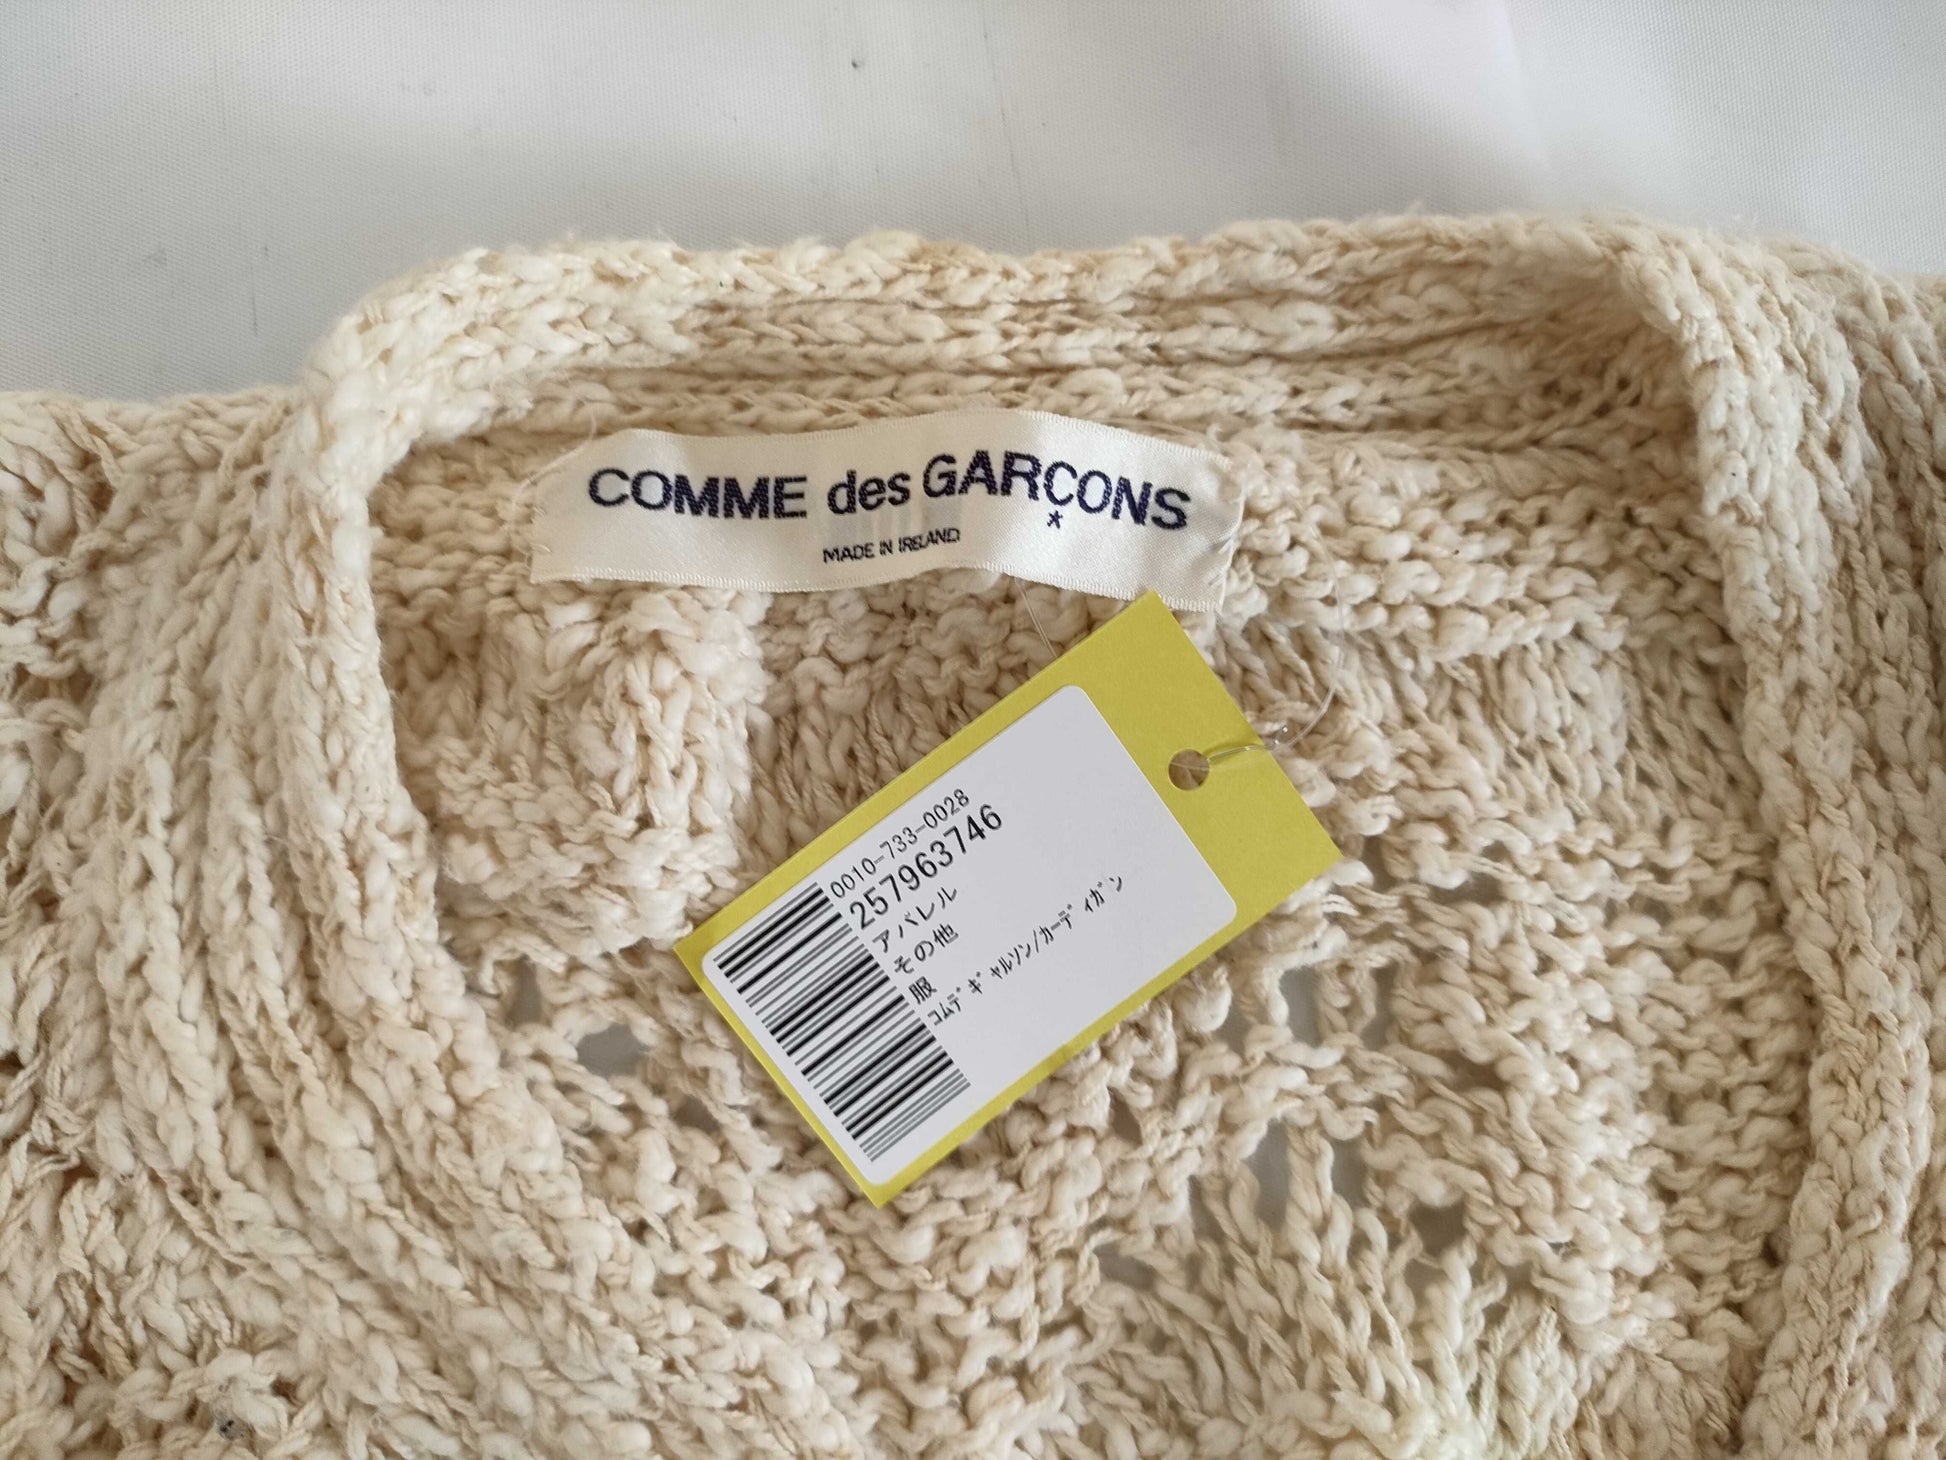 COMME des GARÇONS
*
MADE IN IRELAND
0010-733-0028
257963746
アパレル
その他
服
ｺﾑﾃﾞｷﾞｬﾙｿﾝ/ｶｰﾃﾞｨｶﾞﾝ